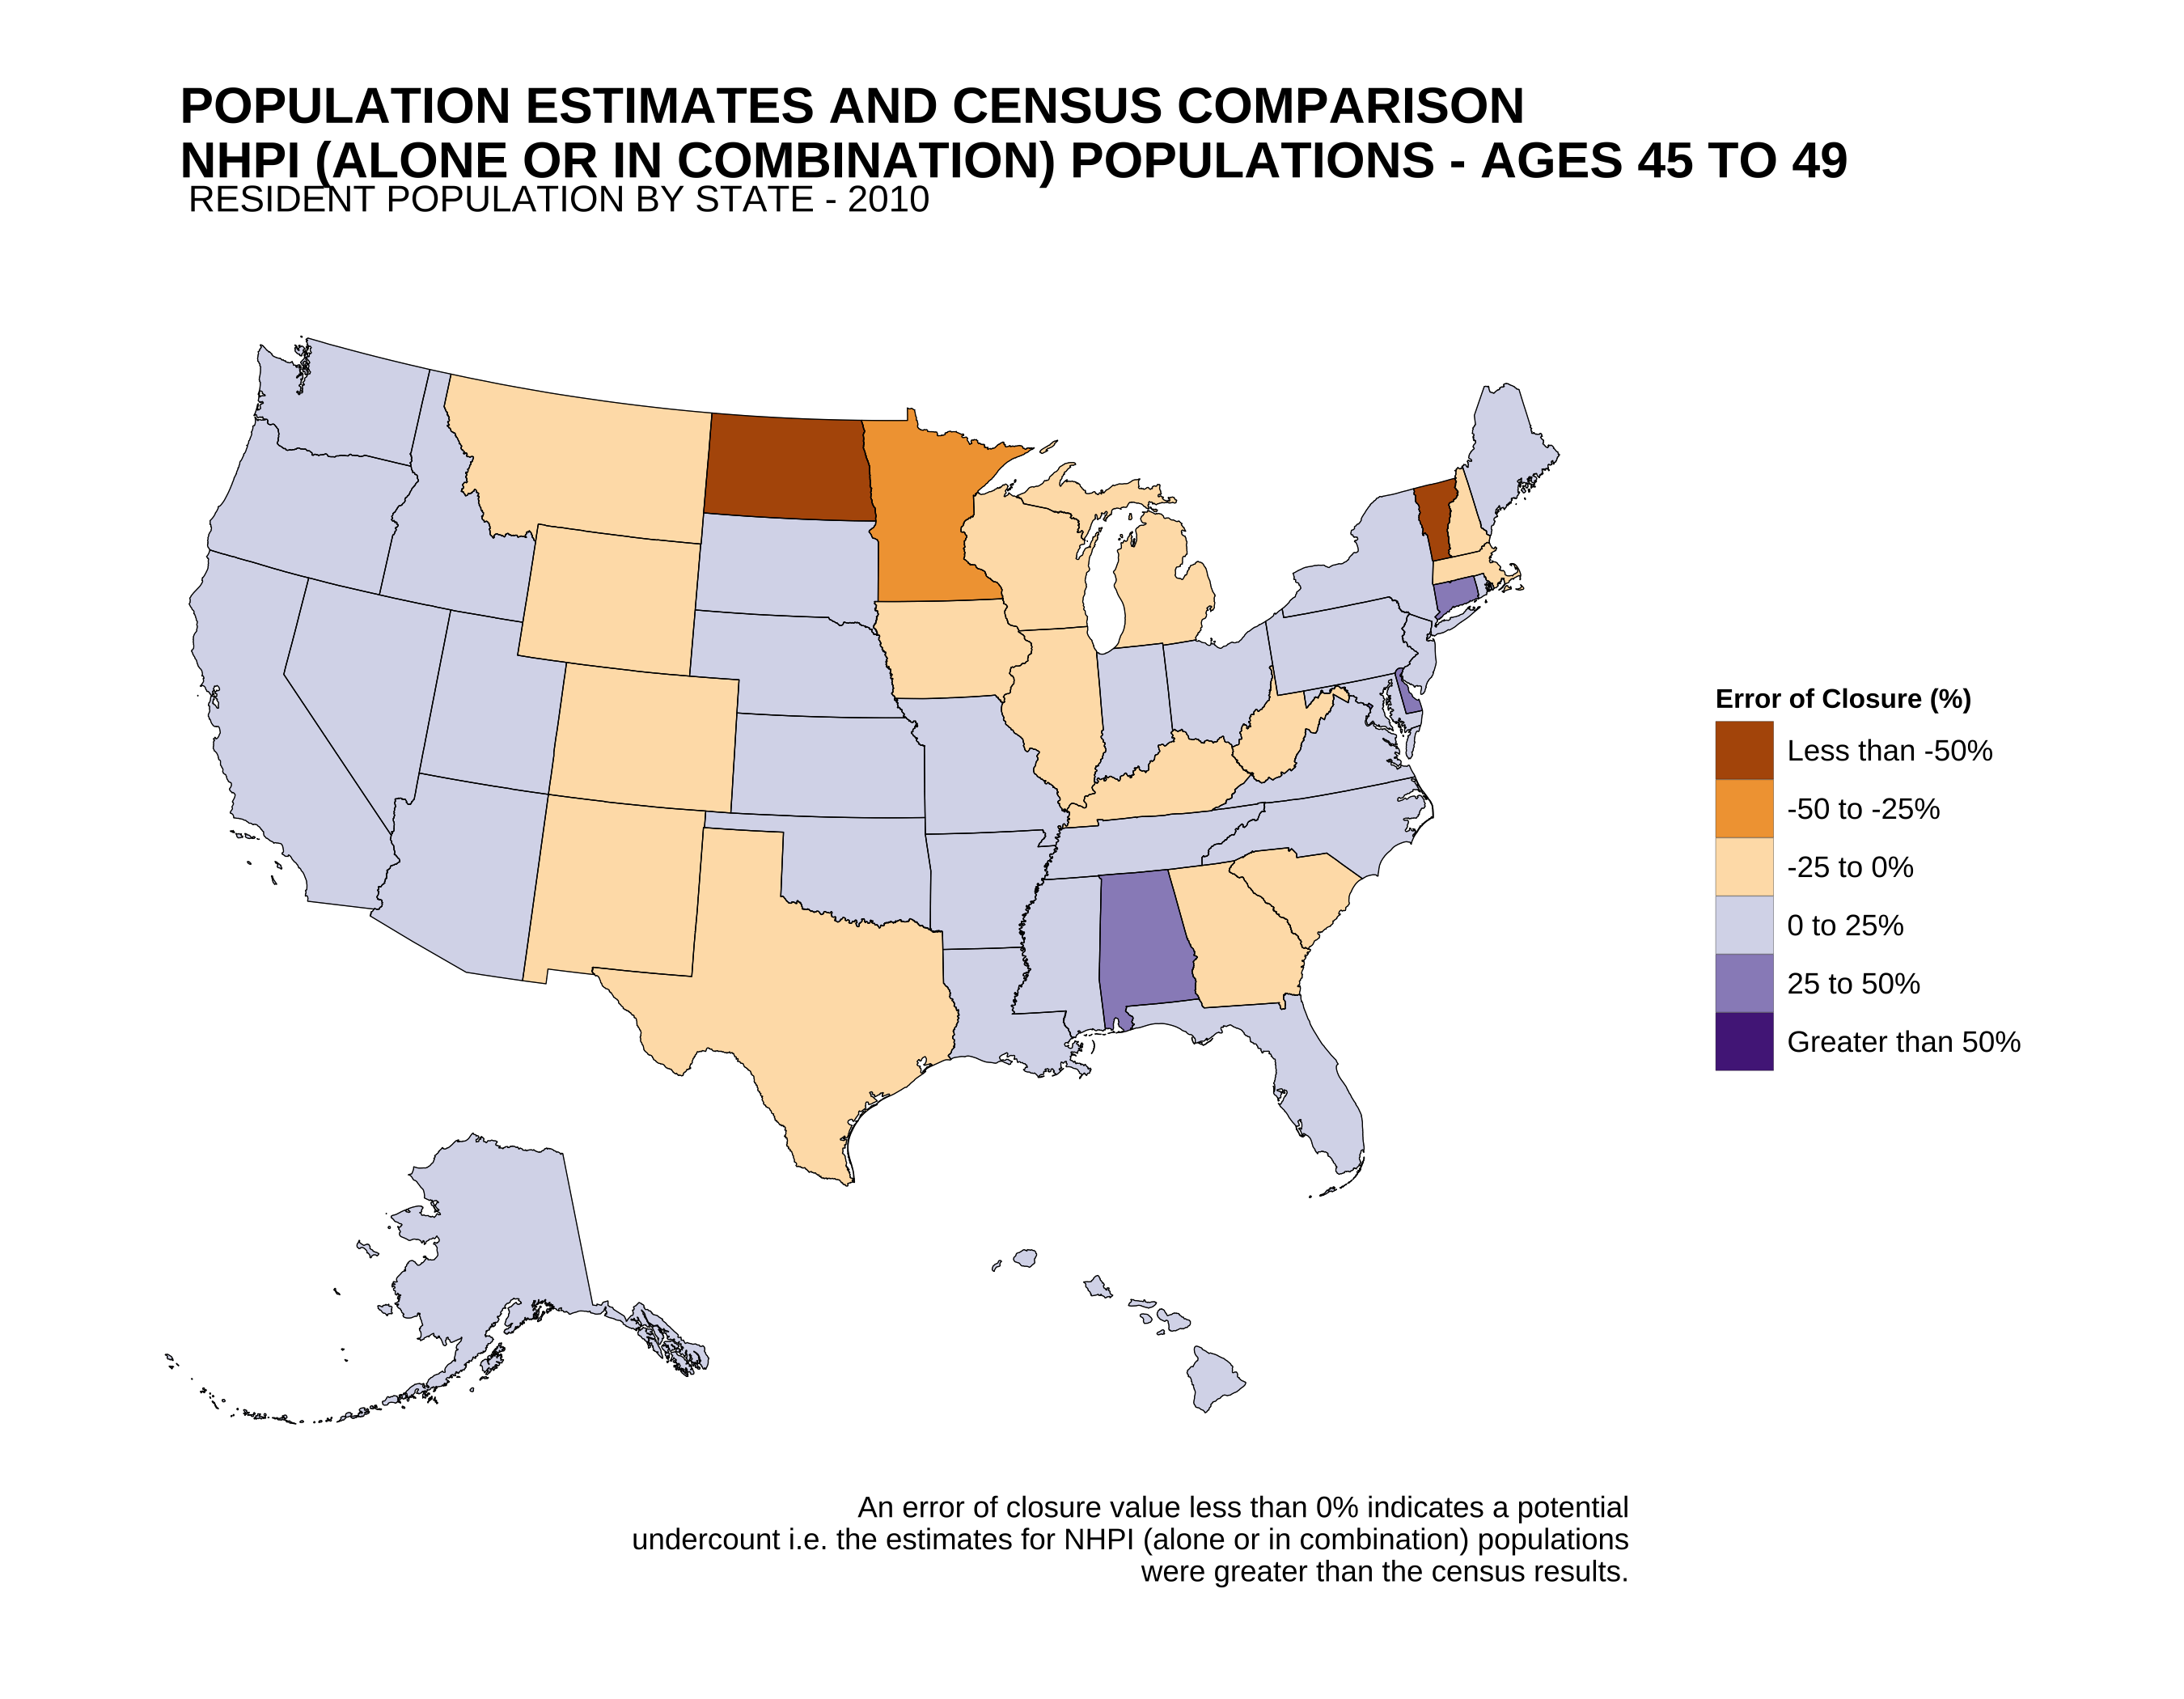 POPULATION ESTIMATES AND CENSUS COMPARISON
NHPI (ALONE OR IN COMBINATION) POPULATIONS - AGES 45 TO 49
RESIDENT POPULATION BY STATE - 2010
Error of Closure (%)
Less than -50%
-50 to -25%
-25 to 0%
0 to 25%
25 to 50%
Greater than 50%
An error of closure value less than 0% indicates a potential
undercount i.e. the estimates for NHPI (alone or in combination) populations
were greater than the census results.